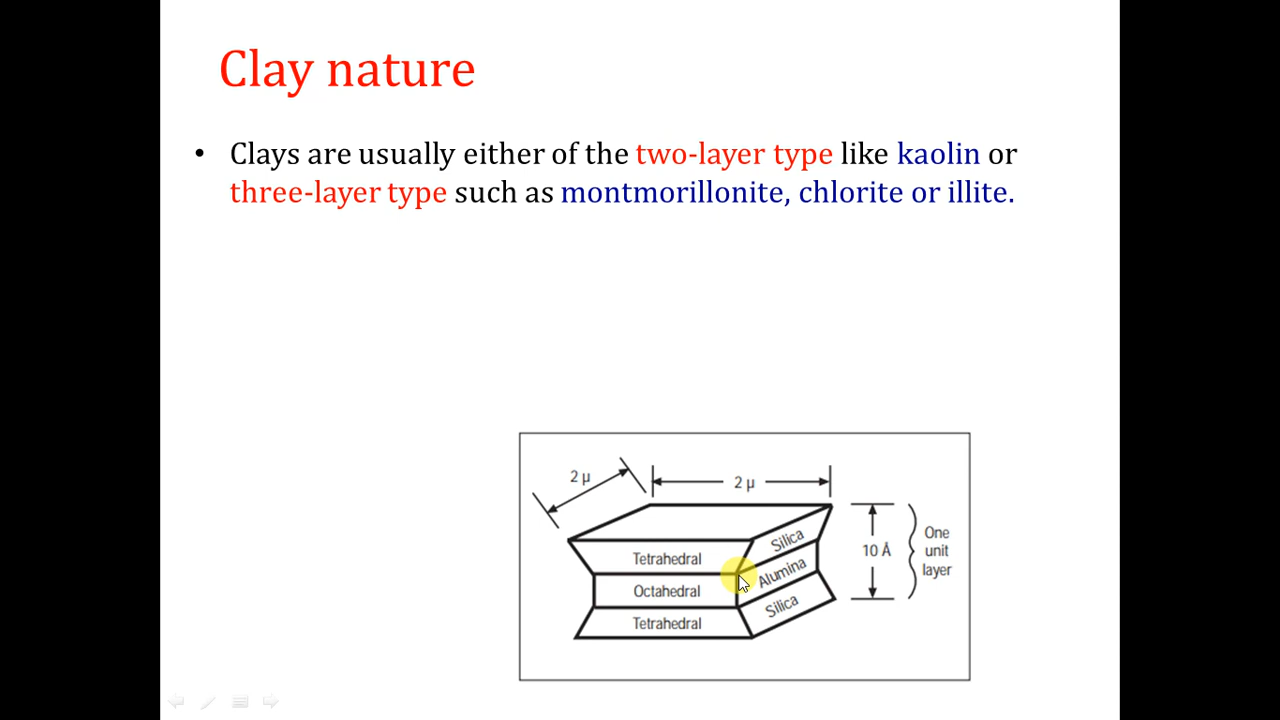 Clay nature
• Clays are usually either of the two-layer type like kaolin or
three-layer type such as montmorillonite, chlorite or illite.
2 μ
2 μ
Tetrahedral
Octahedral
Tetrahedral
Silica
Alumina
Silica
10 Å
One
unit
layer